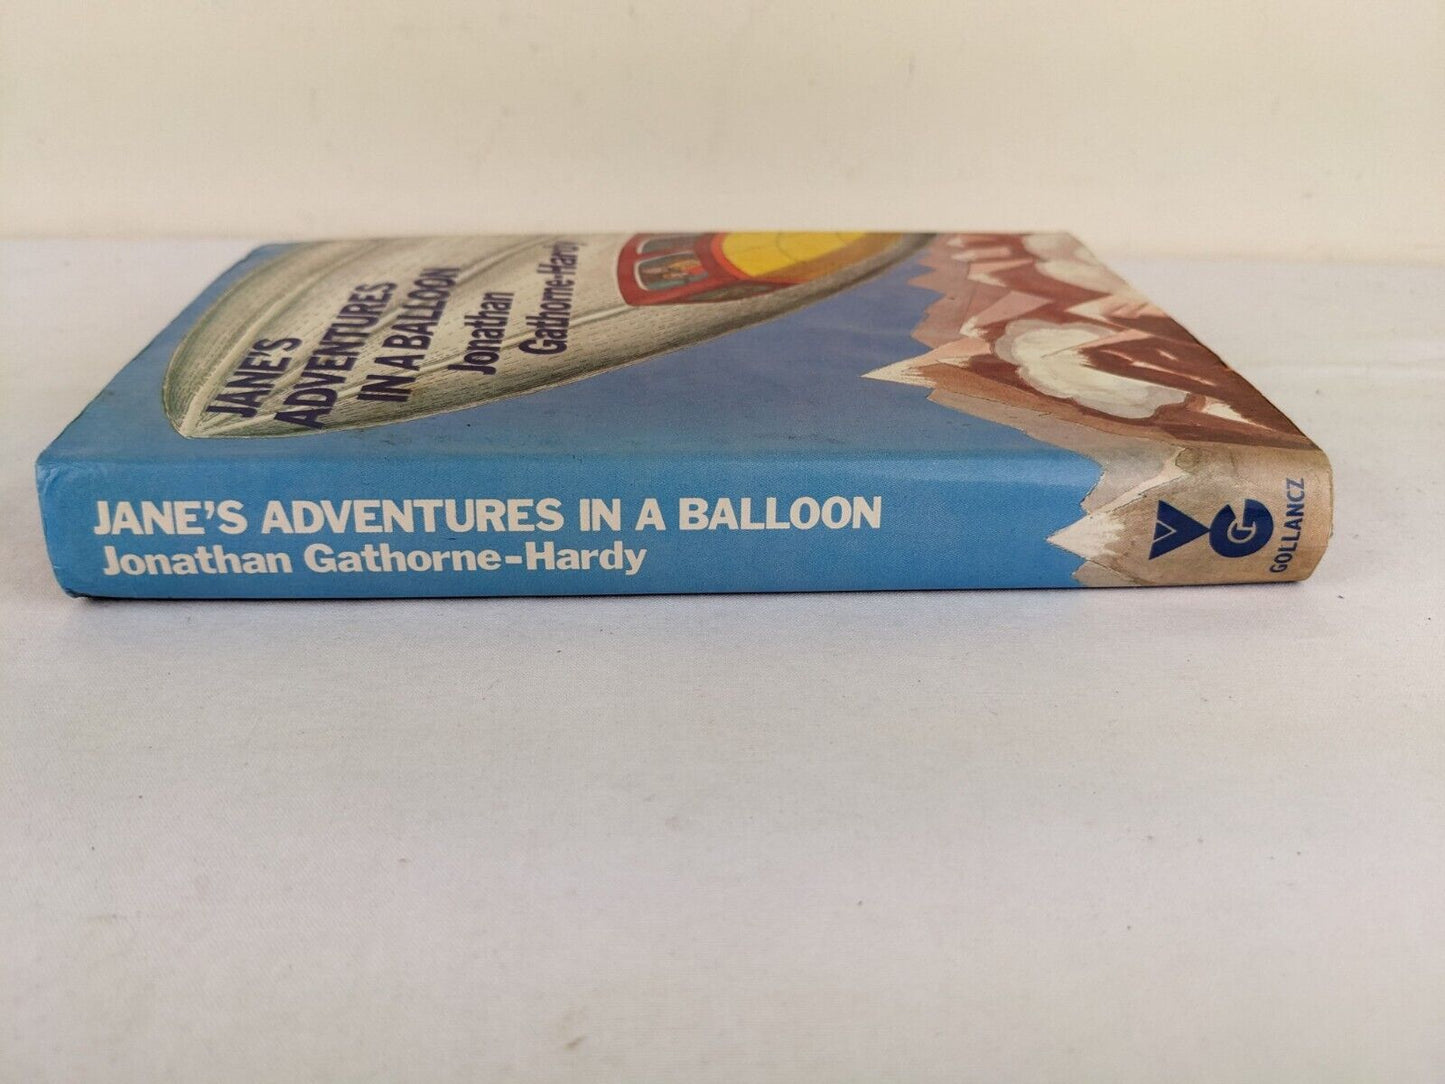 JANE'S
ADVENTURES
IN A BALLOON
Jonathan
Gathorne-Hardy
JANE'S ADVENTURES IN A BALLOON
Jonathan Gathorne-Hardy
VG
GOLLANCZ